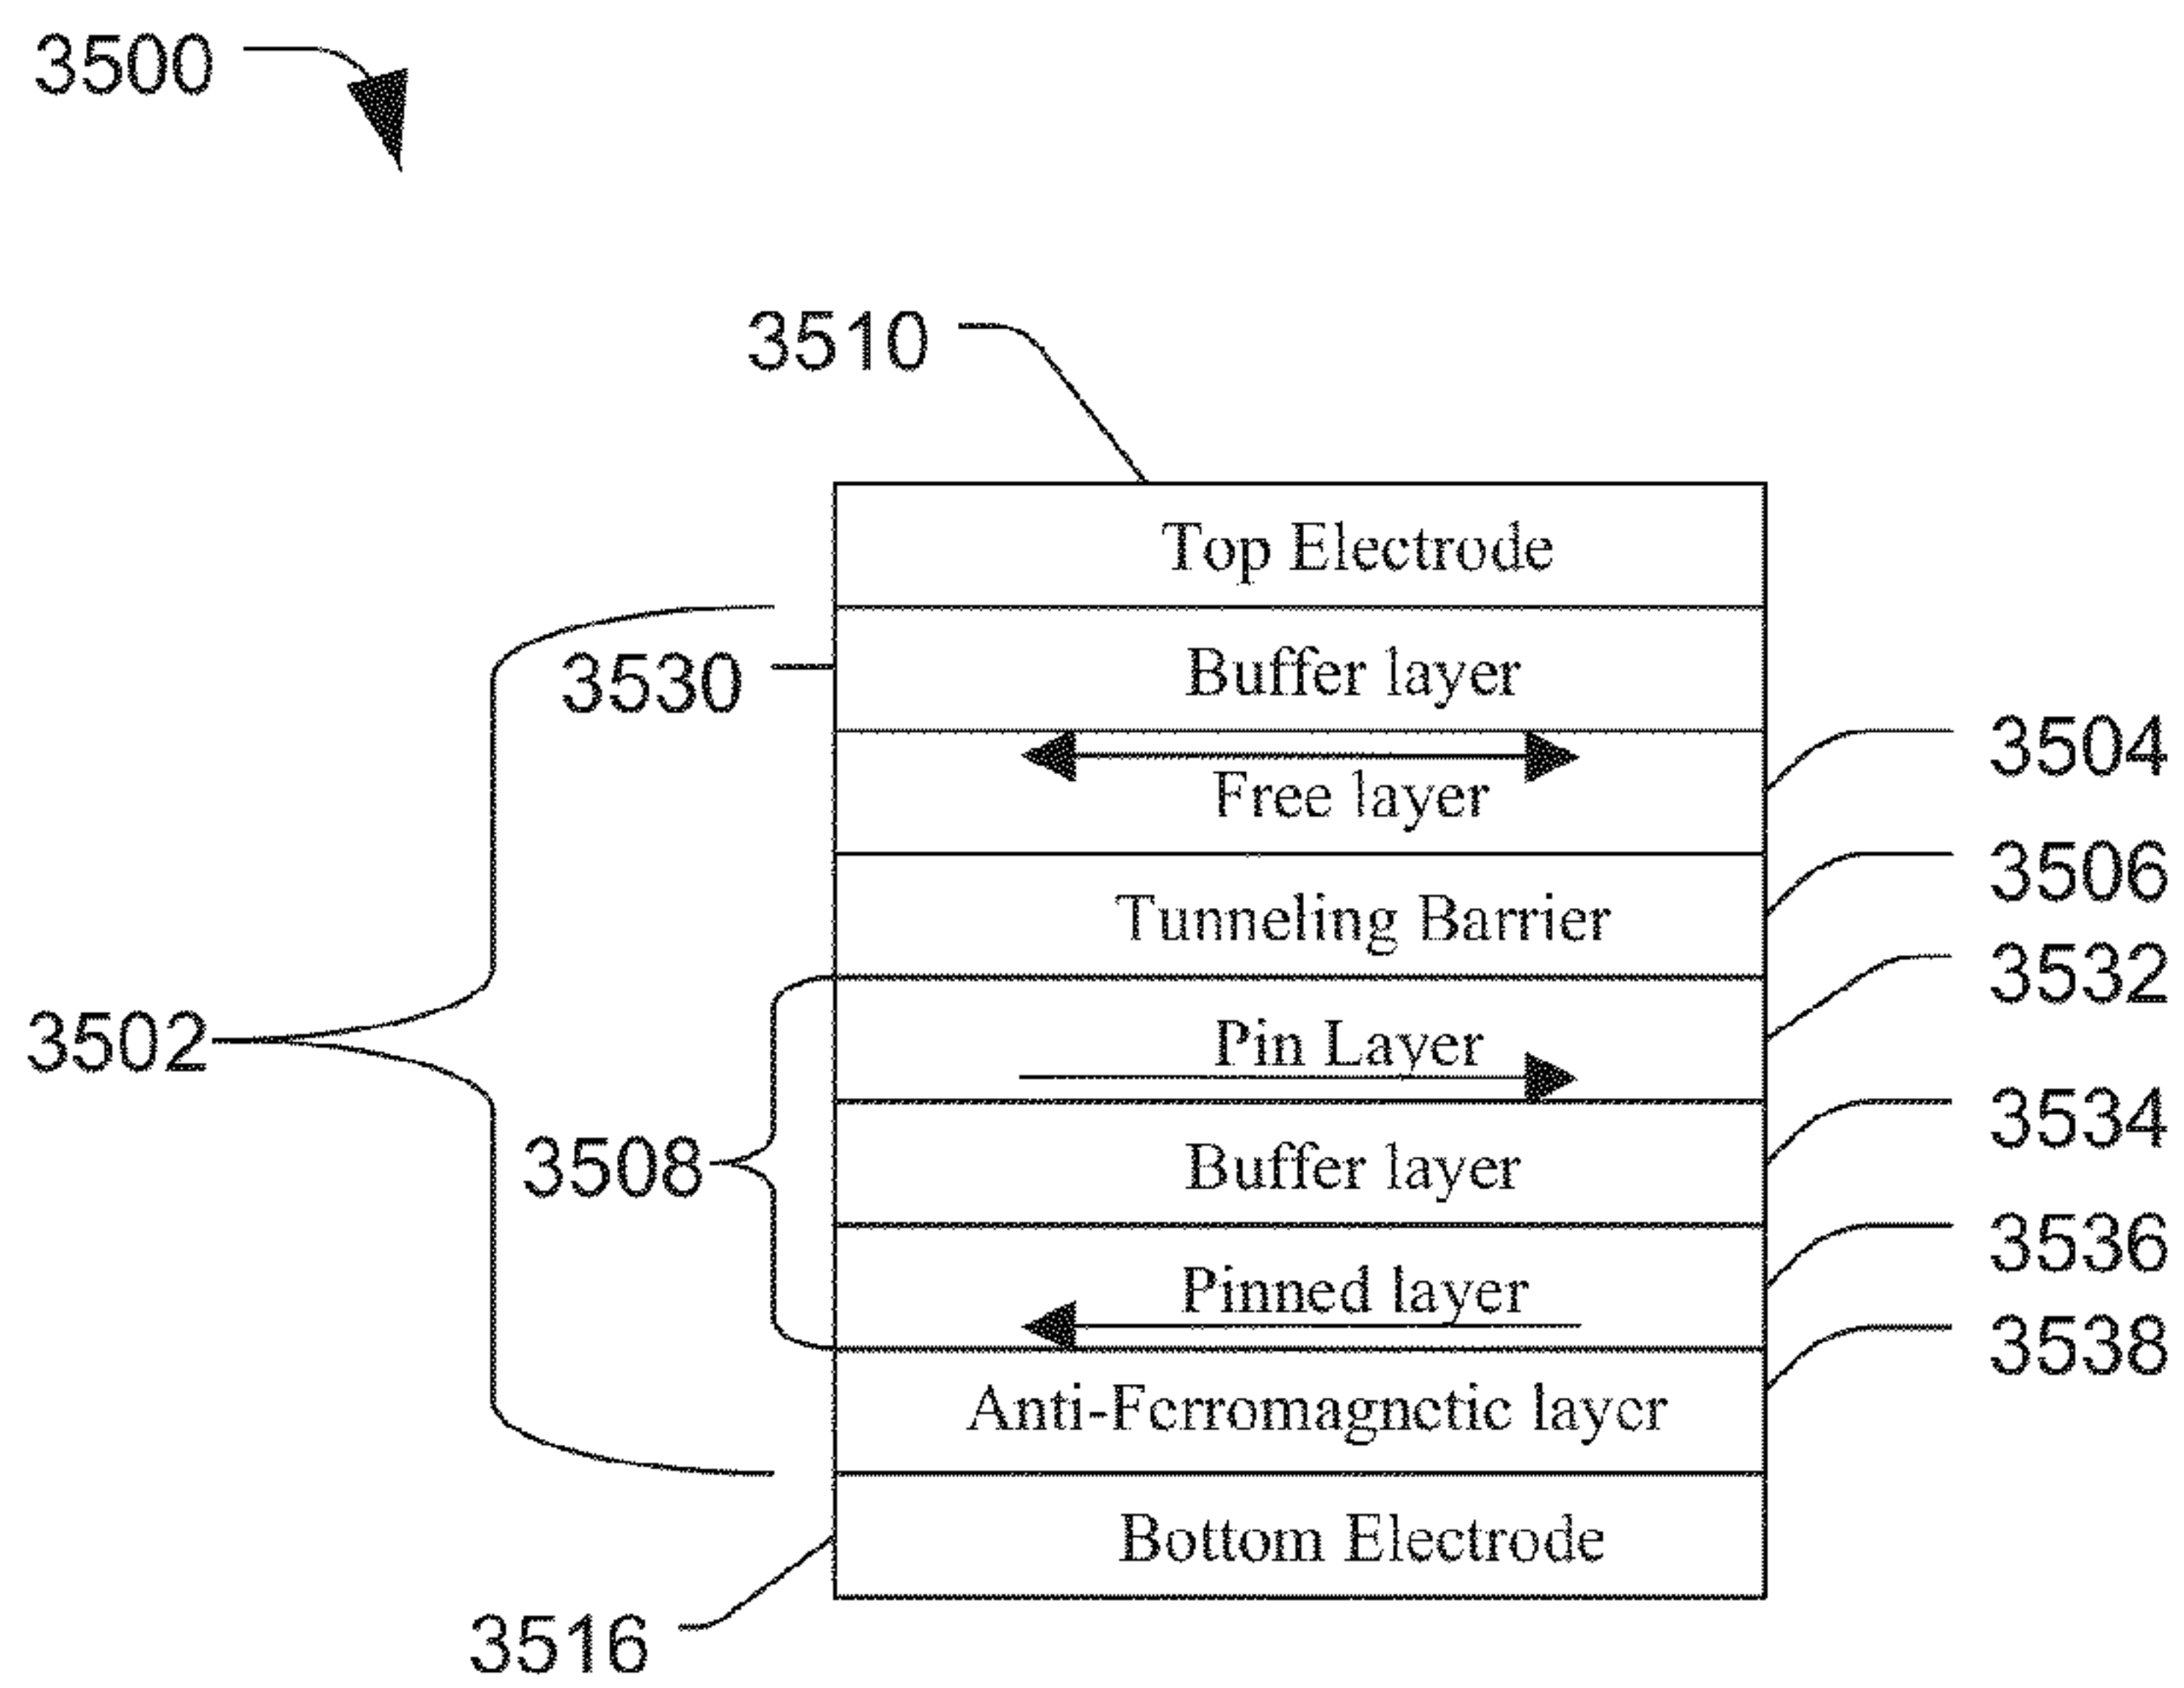 3500
3510
Top Electrode
3530
Buffer layer
3504
Free layer
3506
Tunneling Barrier
3532
3502
Pin Layer
3534
3508
Buffer layer
3536
Pinned layer
3538
Anti-Ferromagnetic layer
Bottom Electrode
3516